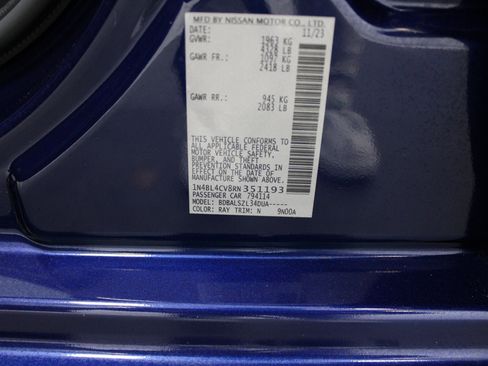 MFD BY NISSAN MOTOR CO., LTD.
DATE: 11/23
GVWR: 1963 KG
4328 LB
GAWR FR.: 1097 KG
2418 LB
GAWR RR.: 945 KG
2083 LB
THIS VEHICLE CONFORMS TO
ALL APPLICABLE FEDERAL
MOTOR VEHICLE SAFETY,
BUMPER, AND THEFT
PREVENTION STANDARDS
IN EFFECT ON THE DATE OF
MANUFACTURE SHOWN ABOVE.
1N4BL4CV8RN351193
PASSENGER CAR 794114
MODEL: BDBALSZL34DUA-----
COLOR: RAY TRIM: N 9N00A